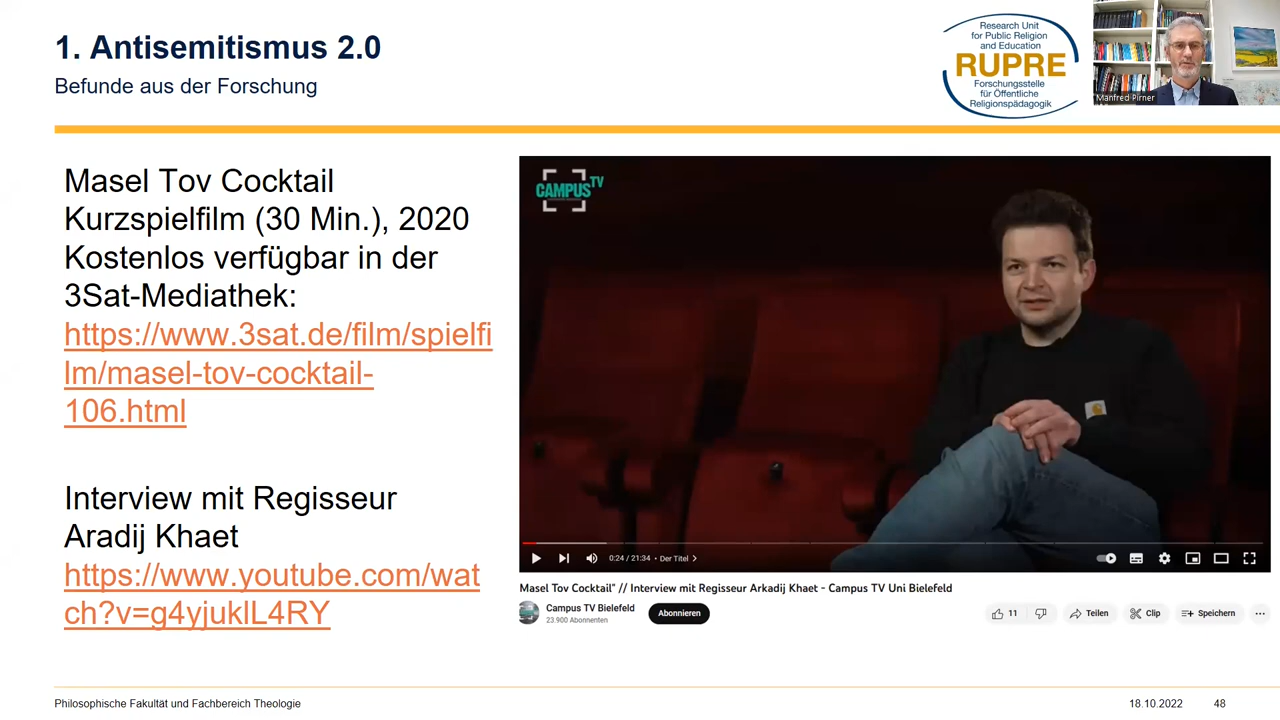 1. Antisemitismus 2.0
Befunde aus der Forschung
Research Unit
for Public Religion
and Education
RUPRE
Forschungsstelle
für Öffentliche
Religionspädagogik
Manfred Pirner
Masel Tov Cocktail
Kurzspielfilm (30 Min.), 2020
Kostenlos verfügbar in der
3Sat-Mediathek:
https://www.3sat.de/film/spielfi
lm/masel-tov-cocktail-
106.html
Interview mit Regisseur
Aradij Khaet
https://www.youtube.com/wat
ch?v=g4yjuklL4RY
CAMPUS TV
0:24 / 21:34 • Der Titel
Masel Tov Cocktail" // Interview mit Regisseur Arkadij Khaet - Campus TV Uni Bielefeld
Campus TV Bielefeld
23.900 Abonnenten
Abonnieren
11
Teilen
Clip
Speichern
Philosophische Fakultät und Fachbereich Theologie
18.10.2022
48